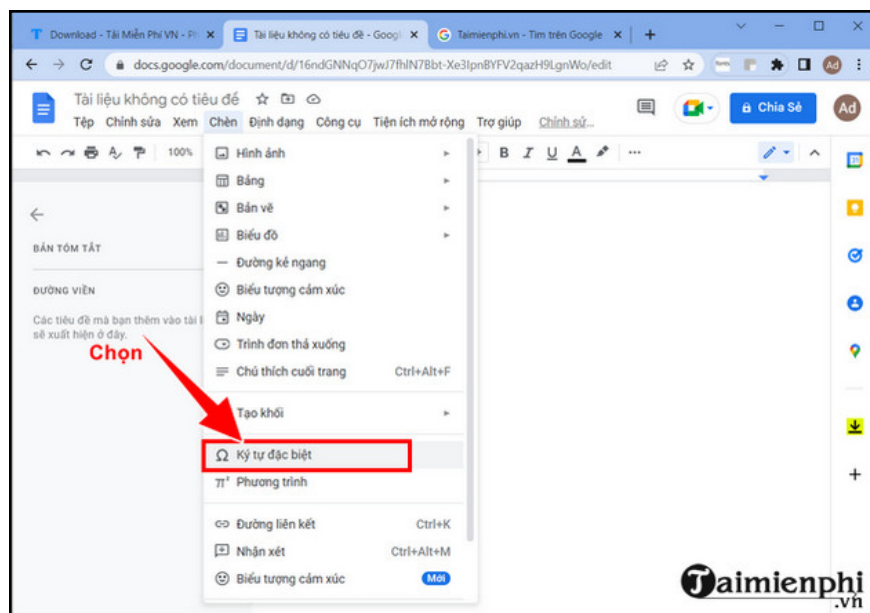 Download - Tải Miễn Phí VN - Ph
Tài liệu không có tiêu đề - Googl
Taimienphi.vn - Tìm trên Google
docs.google.com/document/d/16ndGNNqO7jwJ7fhlN7Bbt-Xe3IpnBYFV2qazH9LgnWo/edit
Ad
Tài liệu không có tiêu đề
Chia Sẻ
Ad
Tệp Chỉnh sửa Xem Chèn Định dạng Công cụ Tiện ích mở rộng Trợ giúp Chỉnh sử...
100%
B I U A
Hình ảnh
Bảng
Bản vẽ
BẢN TÓM TẮT
Biểu đồ
Đường kẻ ngang
ĐƯỜNG VIỀN
Biểu tượng cảm xúc
Các tiêu đề mà bạn thêm vào tài l
sẽ xuất hiện ở đây.
Ngày
Chọn
Trình đơn thả xuống
Chú thích cuối trang Ctrl+Alt+F
Tạo khối
Ω Ký tự đặc biệt
π² Phương trình
Đường liên kết Ctrl+K
Nhận xét Ctrl+Alt+M
Biểu tượng cảm xúc Mới
Taimienphi
.vn